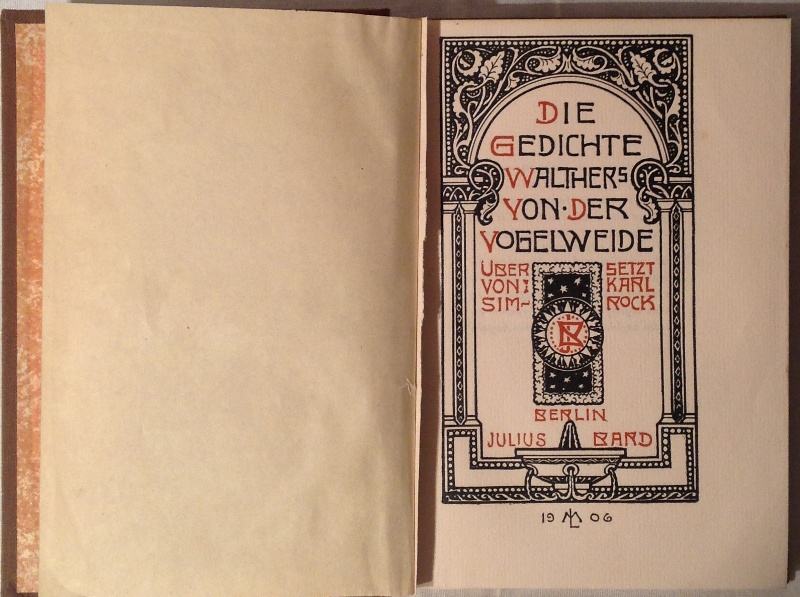 DIE
GEDICHTE
WALTHERS
VON·DER
VOGELWEIDE
ÜBER SETZT
VON: KARL
SIM~ ROCK
BERLIN
JULIUS BARD
19 06